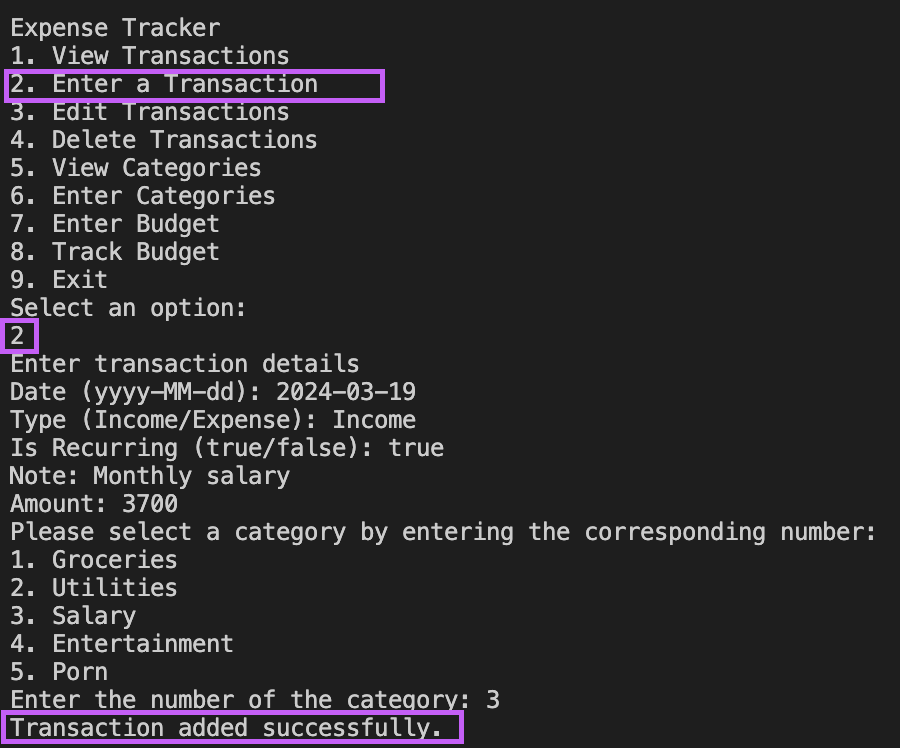 Expense Tracker
1. View Transactions
2. Enter a Transaction
3. Edit Transactions
4. Delete Transactions
5. View Categories
6. Enter Categories
7. Enter Budget
8. Track Budget
9. Exit
Select an option:
2
Enter transaction details
Date (yyyy-MM-dd): 2024-03-19
Type (Income/Expense): Income
Is Recurring (true/false): true
Note: Monthly salary
Amount: 3700
Please select a category by entering the corresponding number:
1. Groceries
2. Utilities
3. Salary
4. Entertainment
5. Porn
Enter the number of the category: 3
Transaction added successfully.